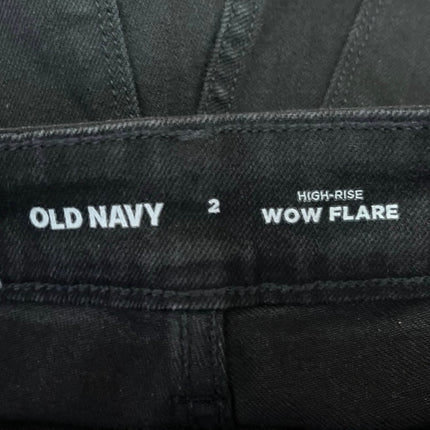 OLD NAVY
2
HIGH-RISE
WOW FLARE